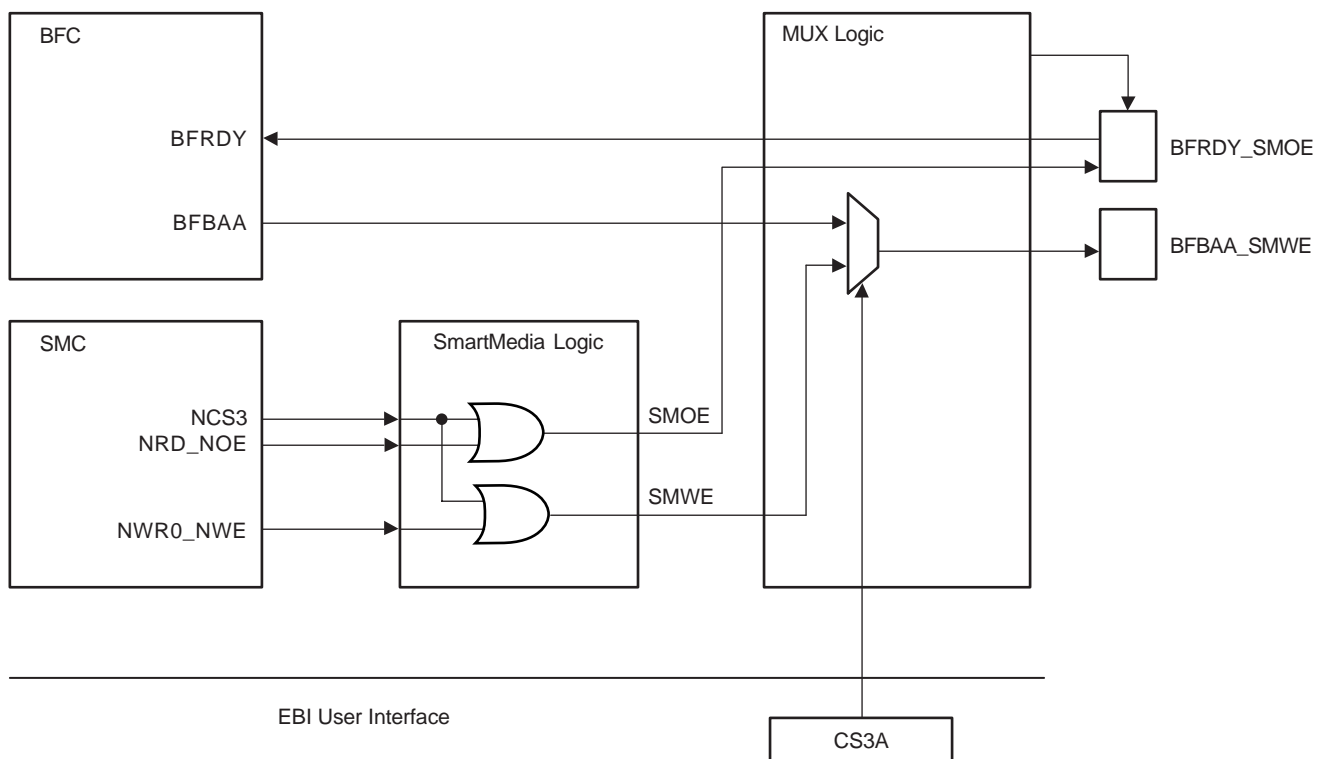 BFC
MUX Logic
BFRDY
BFRDY_SMOE
BFBAA
BFBAA_SMWE
SMC
SmartMedia Logic
NCS3
SMOE
NRD_NOE
SMWE
NWR0_NWE
EBI User Interface
CS3A